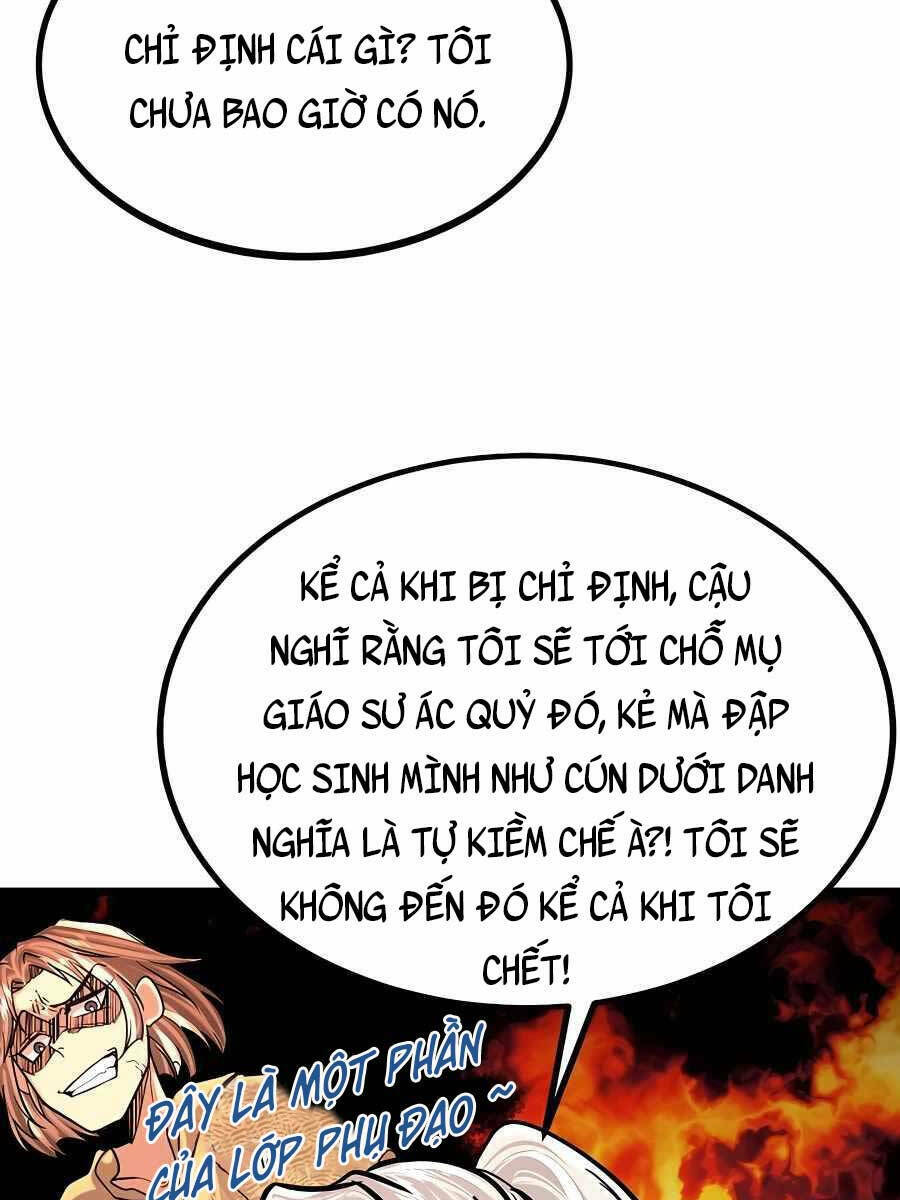 CHỈ ĐỊNH CÁI GÌ? TÔI
CHƯA BAO GIỜ CÓ NÓ.
KỂ CẢ KHI BỊ CHỈ ĐỊNH, CẬU
NGHĨ RẰNG TÔI SẼ TỚI CHỖ MỤ
GIÁO SƯ ÁC QUỶ ĐÓ, KẺ MÀ ĐẬP
HỌC SINH MÌNH NHƯ CÚN DƯỚI DANH
NGHĨA LÀ TỰ KIỀM CHẾ À?! TÔI SẼ
KHÔNG ĐẾN ĐÓ KỂ CẢ KHI TÔI
CHẾT!
ĐÂY LÀ MỘT PHẦN
CỦA LỚP PHỤ ĐẠO ~